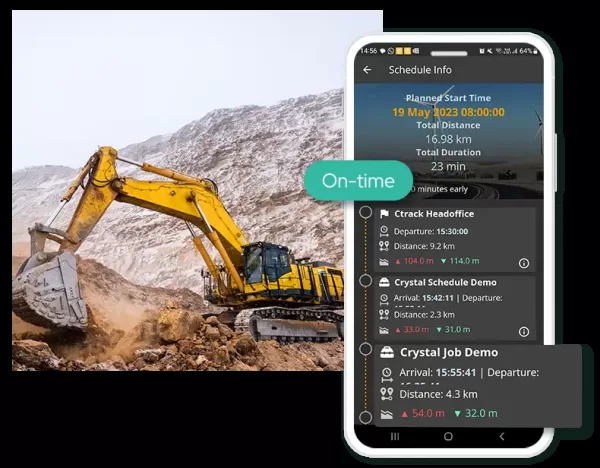 14:56
64%
Schedule Info
Planned Start Time
19 May 2023 08:00:00
Total Distance
16.98 km
Total Duration
23 min
On-time
0 minutes early
Ctrack Headoffice
Departure: 15:30:00
Distance: 9.2 km
▲ 104.0 m ▼ 114.0 m
Crystal Schedule Demo
Arrival: 15:42:11 | Departure:
Distance: 2.3 km
▲ 33.0 m ▼ 31.0 m
Crystal Job Demo
Arrival: 15:55:41 | Departure:
Distance: 4.3 km
▲ 54.0 m ▼ 32.0 m